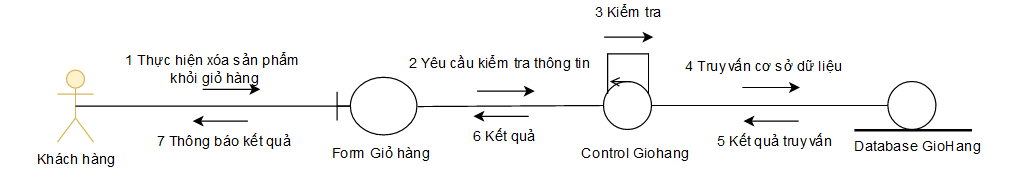 3 Kiểm tra
1 Thực hiện xóa sản phẩm
khỏi giỏ hàng
2 Yêu cầu kiểm tra thông tin
4 Truy vấn cơ sở dữ liệu
7 Thông báo kết quả
6 Kết quả
5 Kết quả truy vấn
Khách hàng
Form Giỏ hàng
Control Giohang
Database GioHang